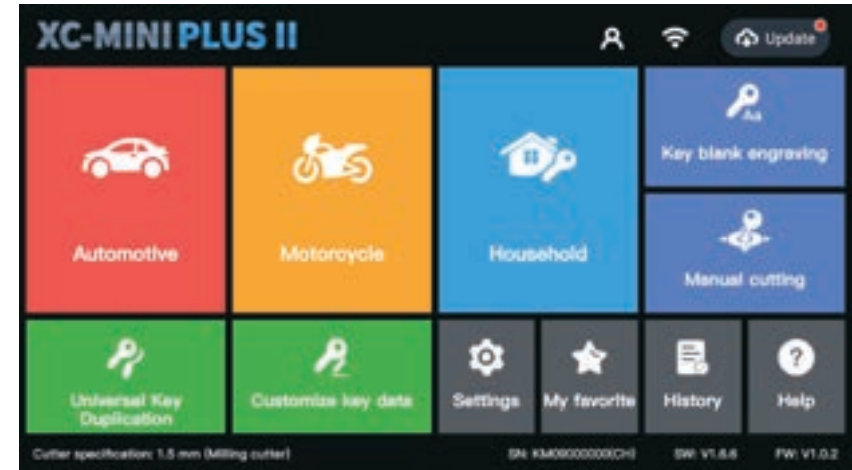 XC-MINI PLUS II
Update
Automotive
Motorcycle
Household
Aa
Key blank engraving
Manual cutting
Universal Key
Duplication
Customize key data
Settings
My favorite
History
?
Help
Cutter specification: 1.5 mm (Milling cutter)
SW: V1.6.6
FW: V1.0.2